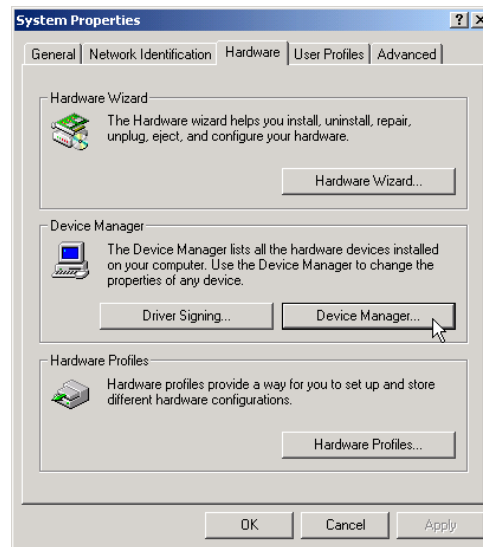 System Properties
General Network Identification Hardware User Profiles Advanced
Hardware Wizard
The Hardware wizard helps you install, uninstall, repair,
unplug, eject, and configure your hardware.
Hardware Wizard...
Device Manager
The Device Manager lists all the hardware devices installed
on your computer. Use the Device Manager to change the
properties of any device.
Driver Signing... Device Manager...
Hardware Profiles
Hardware profiles provide a way for you to set up and store
different hardware configurations.
Hardware Profiles...
OK Cancel Apply